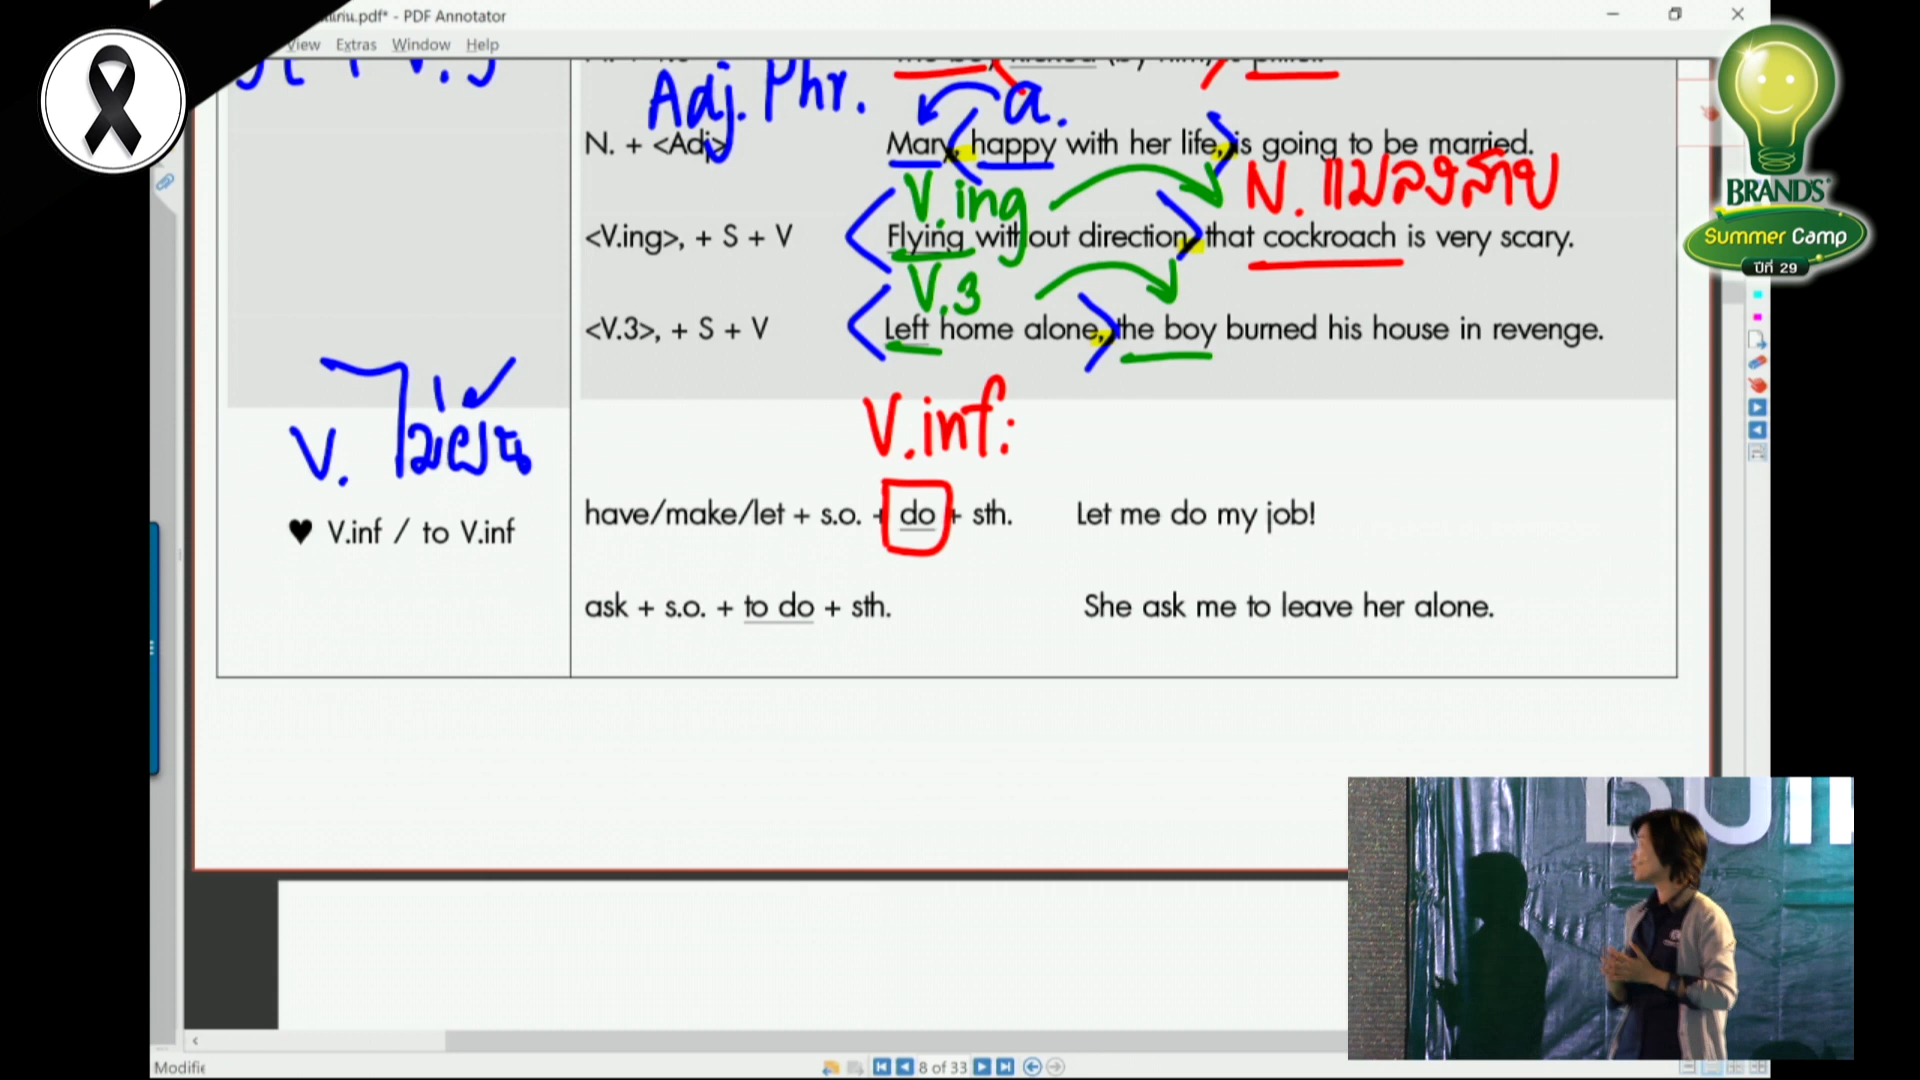 .pdf* - PDF Annotator
View Extras Window Help
Adj. Phr.
a.
N. + <Adj>
Mary, happy with her life, is going to be married.
V.ing
N. แมลงสาบ
<V.ing>, + S + V
Flying without direction, that cockroach is very scary.
V.3
<V.3>, + S + V
Left home alone, the boy burned his house in revenge.
V.inf:
V. ไม่ผัน
♥ V.inf / to V.inf
have/make/let + s.o. + do + sth.
Let me do my job!
ask + s.o. + to do + sth.
She ask me to leave her alone.
8 of 33
BRAND'S
Summer Camp
ปีที่ 29